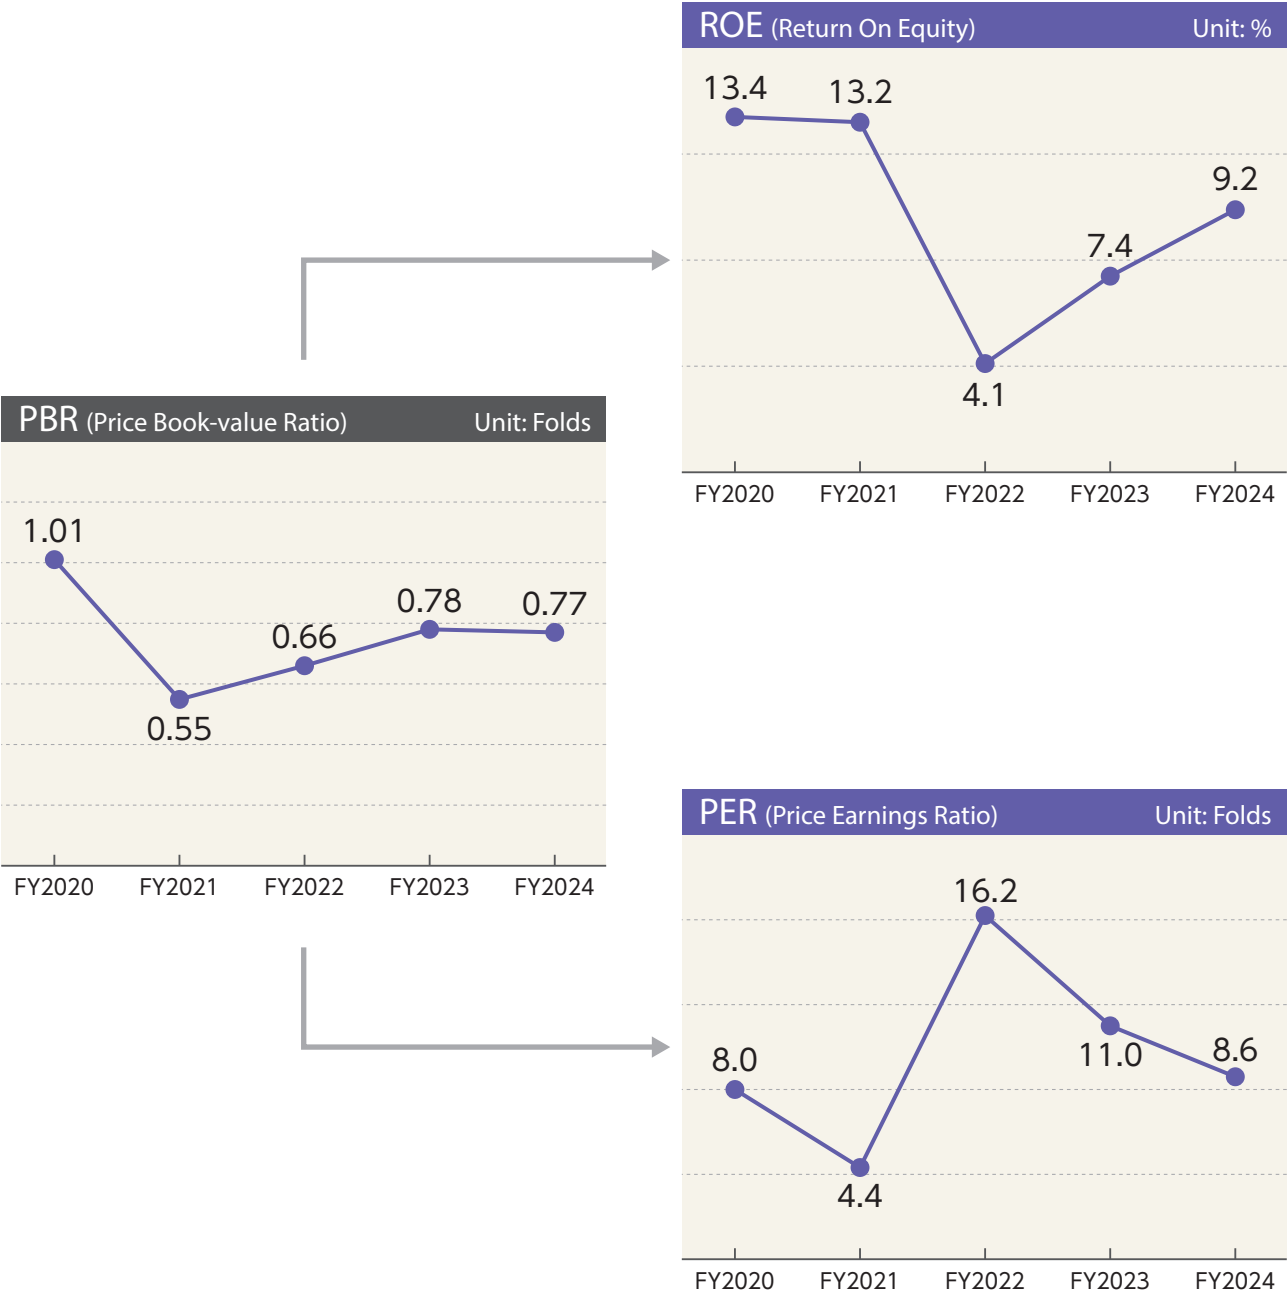 ROE (Return On Equity) Unit: %
13.4
13.2
9.2
7.4
4.1
FY2020 FY2021 FY2022 FY2023 FY2024
PBR (Price Book-value Ratio) Unit: Folds
1.01
0.78
0.77
0.66
0.55
FY2020 FY2021 FY2022 FY2023 FY2024
PER (Price Earnings Ratio) Unit: Folds
16.2
8.0
11.0
8.6
4.4
FY2020 FY2021 FY2022 FY2023 FY2024